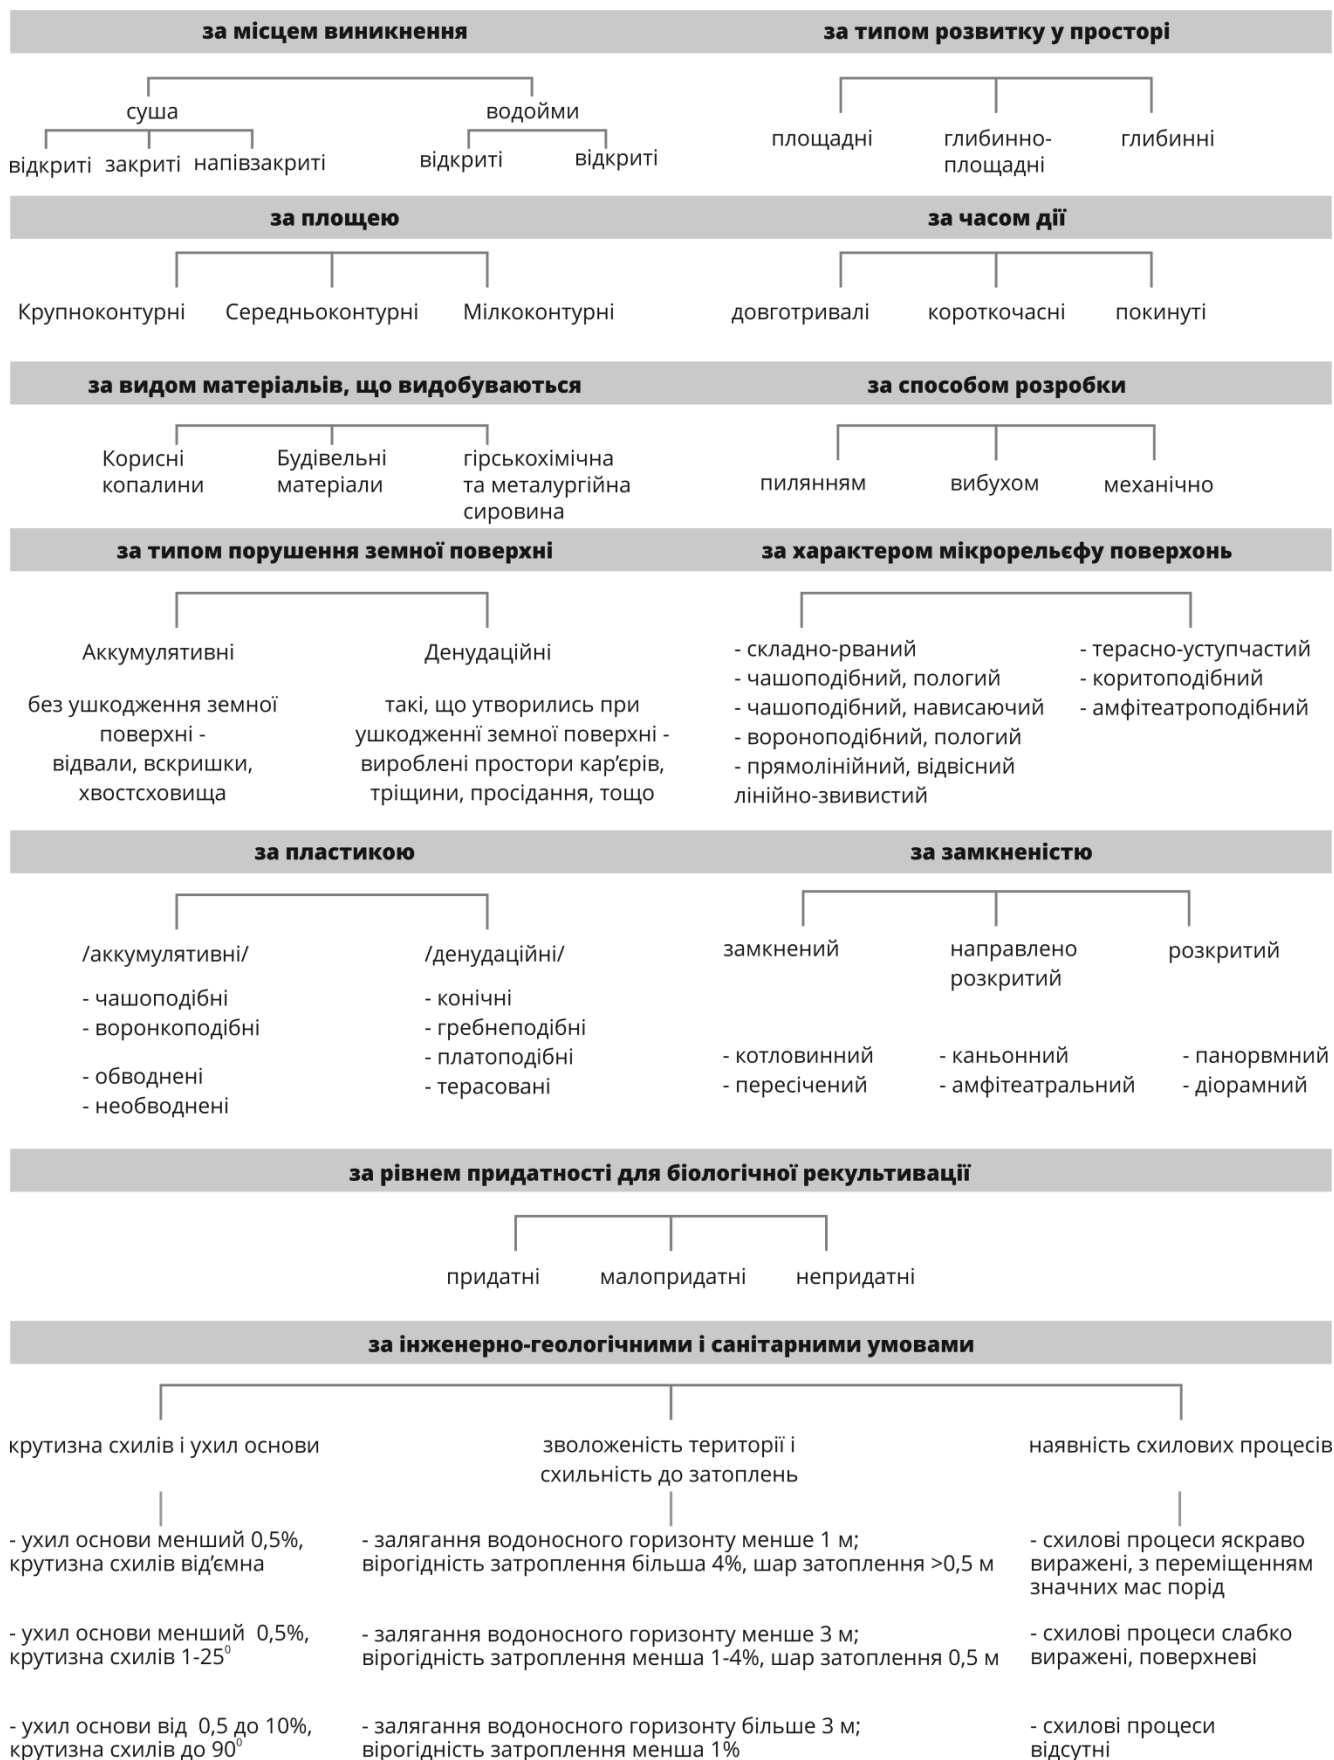 за місцем виникнення
суша
водойми
відкриті
закриті
напівзакриті
відкриті
відкриті
за типом розвитку у просторі
площадні
глибинно-
площадні
глибинні
за площею
Крупноконтурні
Середньоконтурні
Мілкоконтурні
за часом дії
довготривалі
короткочасні
покинуті
за видом матеріальів, що видобуваються
Корисні
копалини
Будівельні
матеріали
гірськохімічна
та металургійна
сировина
за способом розробки
пилянням
вибухом
механічно
за типом порушення земної поверхні
Аккумулятивні
без ушкодження земної
поверхні -
відвали, вскришки,
хвостсховища
Денудаційні
такі, що утворились при
ушкодженнї земної поверхні -
вироблені простори кар’єрів,
тріщини, просідання, тощо
за характером мікрорельєфу поверхонь
- складно-рваний
- чашоподібний, пологий
- чашоподібний, нависаючий
- вороноподібний, пологий
- прямолінійний, відвісний
лінійно-звивистий
- терасно-уступчастий
- коритоподібний
- амфітеатроподібний
за пластикою
/аккумулятивні/
- чашоподібні
- воронкоподібні
- обводнені
- необводнені
/денудаційні/
- конічні
- гребнеподібні
- платоподібні
- терасовані
за замкненістю
замкнений
- котловинний
- пересічений
направлено
розкритий
- каньонний
- амфітеатральний
розкритий
- панорвмний
- діорамний
за рівнем придатності для біологічної рекультивації
придатні
малопридатні
непридатні
за інженерно-геологічними і санітарними умовами
крутизна схилів і ухил основи
- ухил основи менший 0,5%,
крутизна схилів від’ємна
- ухил основи менший 0,5%,
крутизна схилів 1-25⁰
- ухил основи від 0,5 до 10%,
крутизна схилів до 90⁰
зволоженість території і
схильність до затоплень
- залягання водоносного горизонту менше 1 м;
вірогідність затроплення більша 4%, шар затоплення >0,5 м
- залягання водоносного горизонту менше 3 м;
вірогідність затроплення менша 1-4%, шар затоплення 0,5 м
- залягання водоносного горизонту більше 3 м;
вірогідність затроплення менша 1%
наявність схилових процесів
- схилові процеси яскраво
виражені, з переміщенням
значних мас порід
- схилові процеси слабко
виражені, поверхневі
- схилові процеси
відсутні